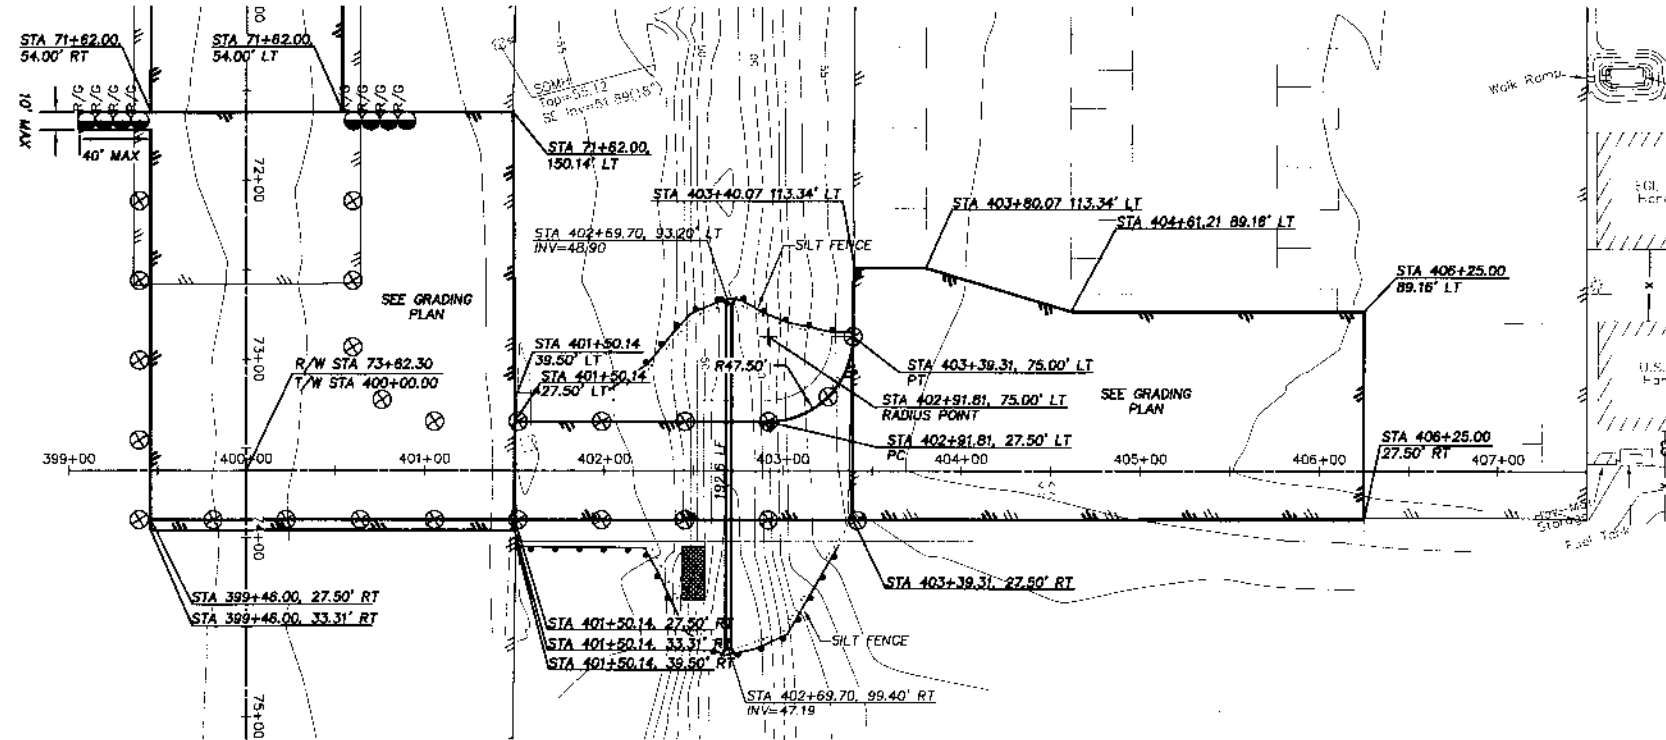 STA 71+62.00,
54.00' RT
STA 71+62.00,
54.00' LT
R/G
R/G
R/G
R/G
R/G
R/G
R/G
10' MAX
40' MAX
SDMH
Top=55.12
SE Inv=51.89(18")
STA 71+62.00,
150.14' LT
72+00
STA 403+40.07 113.34' LT
STA 403+80.07 113.34' LT
STA 404+61.21 89.16' LT
STA 402+69.70, 93.20' LT
INV=48.90
SILT FENCE
STA 406+25.00
89.16' LT
Walk Ramp
SEE GRADING
PLAN
STA 401+50.14
39.50' LT
STA 401+50.14
27.50' LT
R/W STA 73+62.30
T/W STA 400+00.00
73+00
R47.50'
STA 403+39.31, 75.00' LT
PT
STA 402+91.81, 75.00' LT
RADIUS POINT
STA 402+91.81, 27.50' LT
PC
SEE GRADING
PLAN
U.S.
STA 406+25.00
27.50' RT
399+00
400+00
401+00
402+00
403+00
404+00
405+00
406+00
407+00
192.6 LF
Storage
Fuel Tank
STA 399+46.00, 27.50' RT
STA 399+46.00, 33.31' RT
STA 403+39.31, 27.50' RT
STA 401+50.14, 27.50' RT
STA 401+50.14, 33.31' RT
STA 401+50.14, 39.50' RT
SILT FENCE
STA 402+69.70, 99.40' RT
INV=47.19
75+00